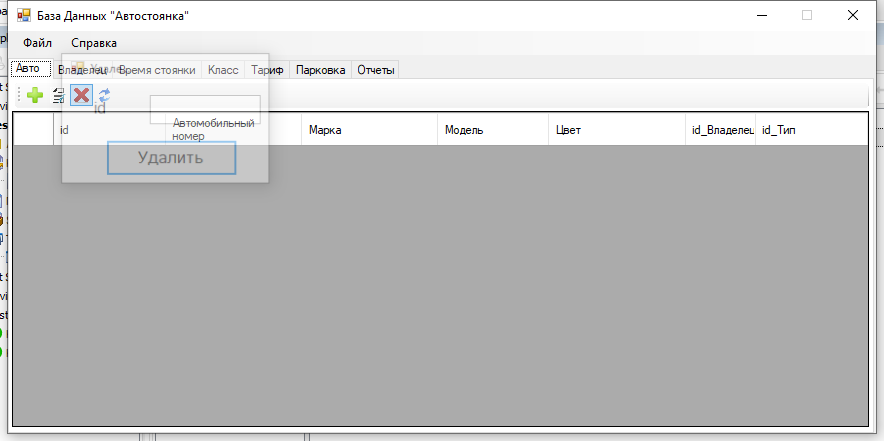 База Данных "Автостоянка"
Файл Справка
Авто Владелец Время стоянки Класс Тариф Парковка Отчеты
id
id Автомобильный номер Марка Модель Цвет id_Владелец id_Тип
Удалить